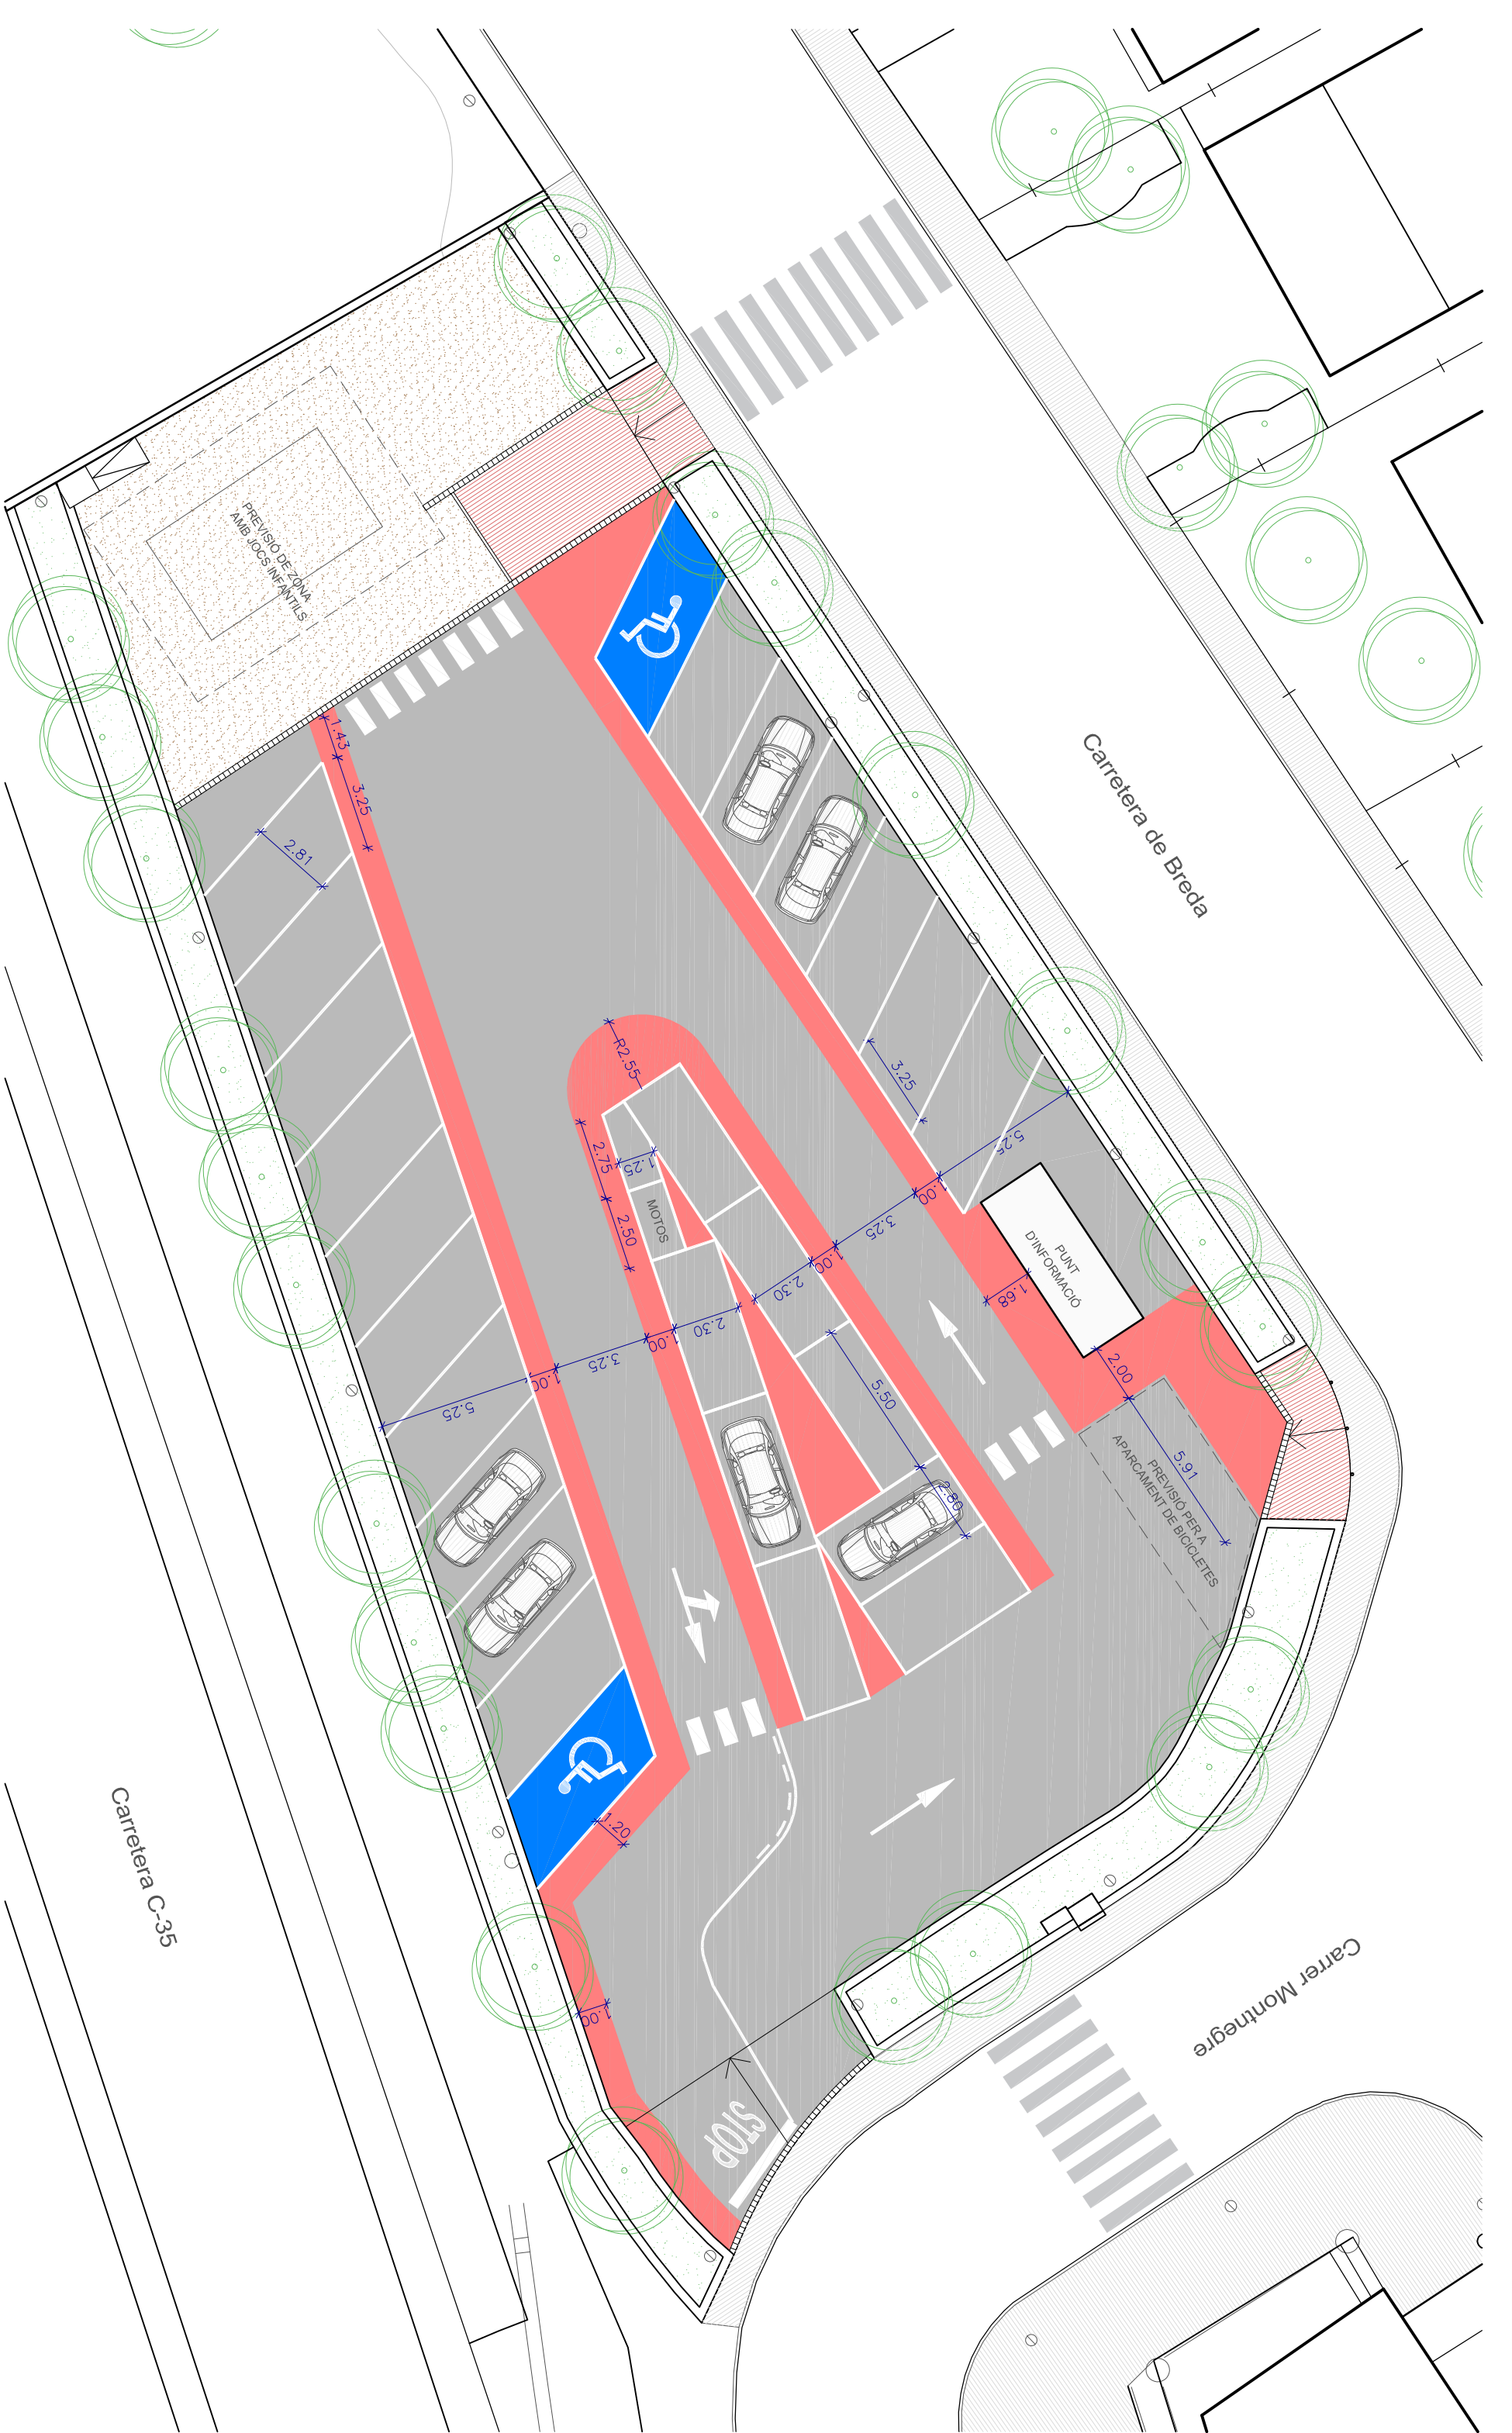 PREVISIÓ DE ZONA
AMB JOCS INFANTILS
1.43
3.25
2.81
Carretera de Breda
R2.55
2.75
1.25
2.50
MOTOS
3.25
5.25
1.00
3.25
1.00
2.30
PUNT
D'INFORMACIÓ
1.68
2.00
5.25
1.00
3.25
1.00
2.30
5.50
2.80
5.91
PREVISIÓ PER A
APARCAMENT DE BICICLETES
1.20
1.00
STOP
Carretera C-35
Carrer Montnegre